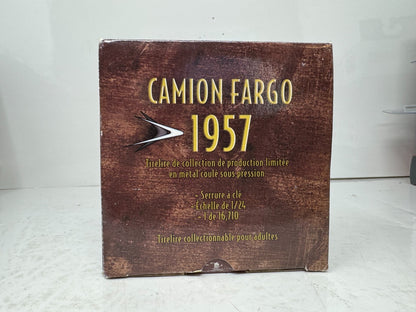 CAMION FARGO
1957
Tirelire de collection de production limitée
en métal coulé sous pression
- Serrure à clé
- Échelle de 1/24
- 1 de 16,710
Tirelire collectionnable pour adultes